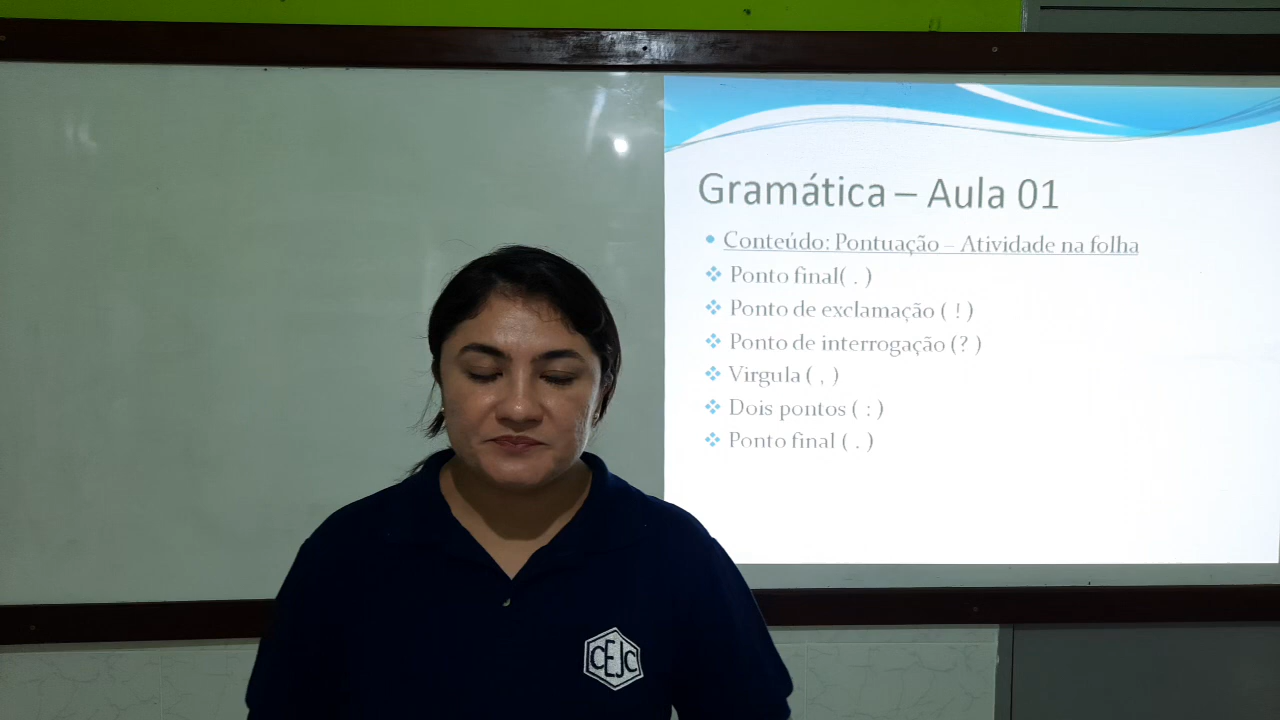 Gramática – Aula 01
Conteúdo: Pontuação – Atividade na folha
Ponto final( . )
Ponto de exclamação ( ! )
Ponto de interrogação (? )
Virgula ( , )
Dois pontos ( : )
Ponto final ( . )
CEJC